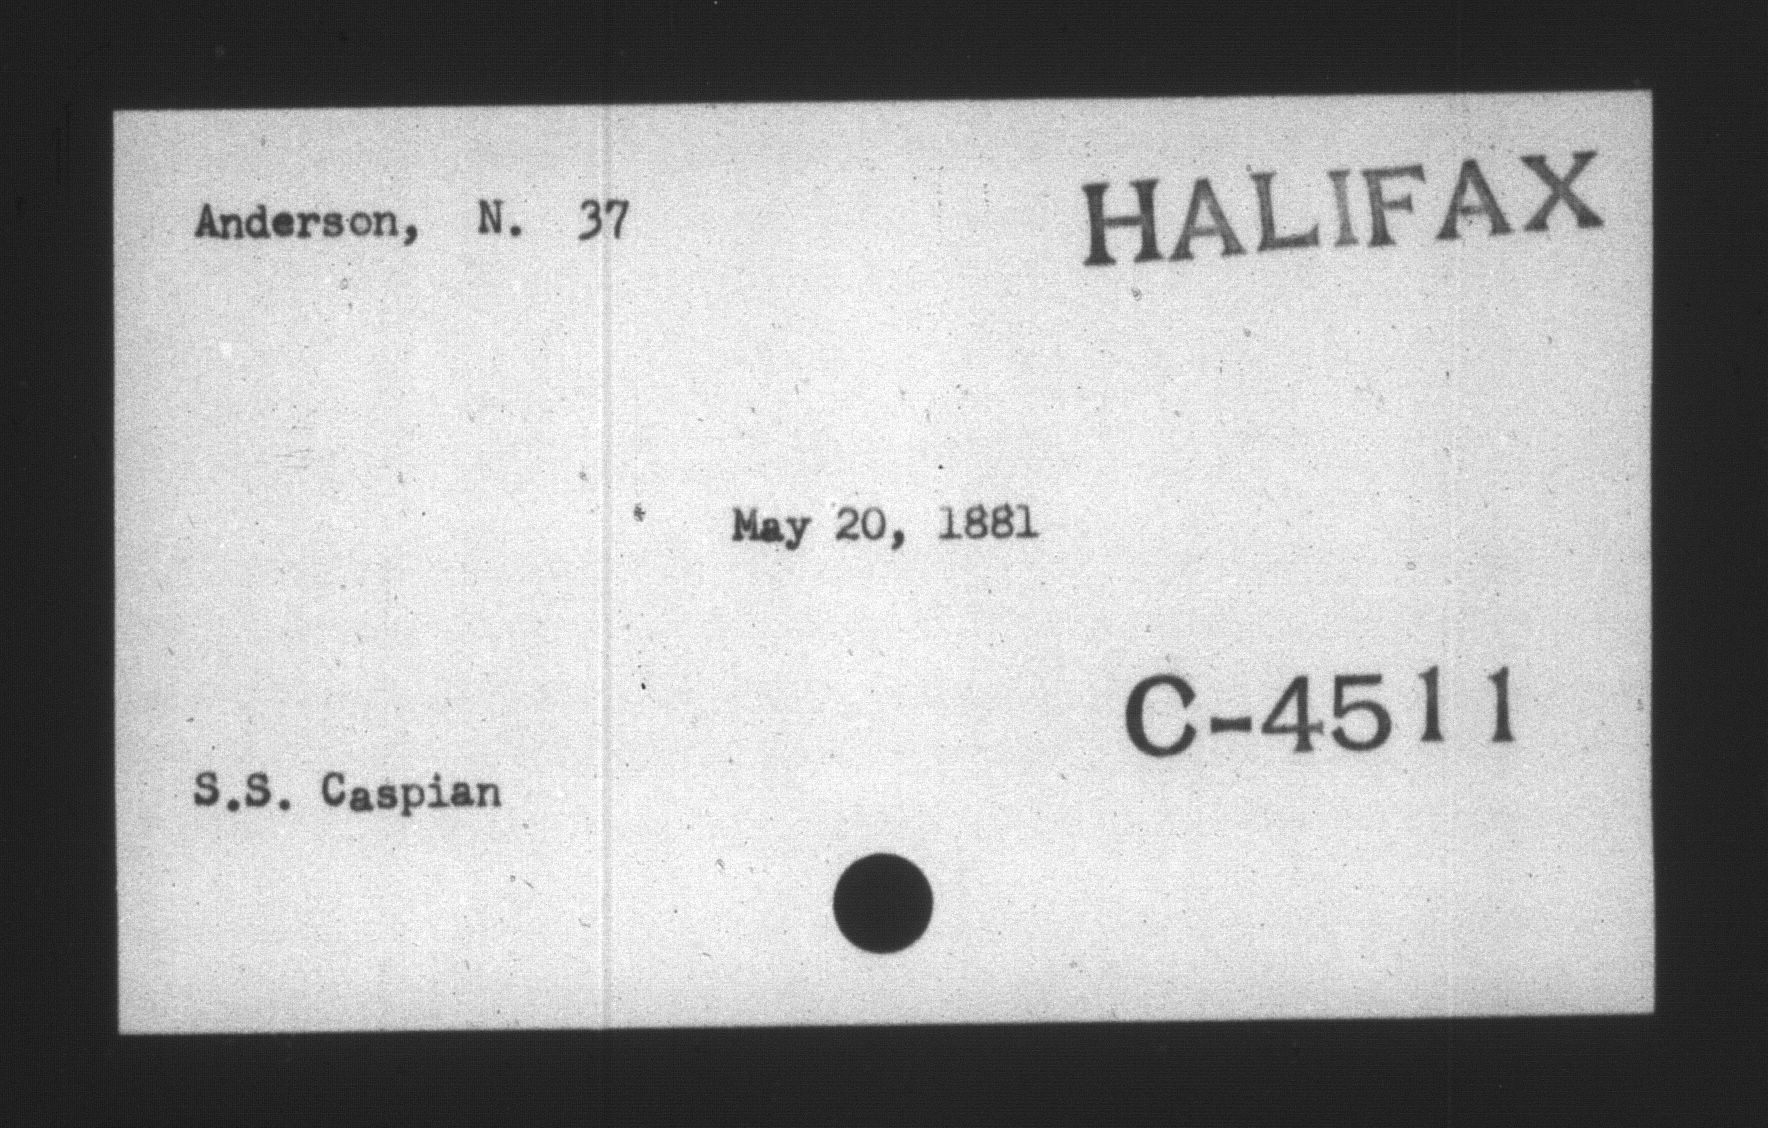 Anderson, N. 37
HALIFAX
May 20, 1881
C-4511
S.S. Caspian